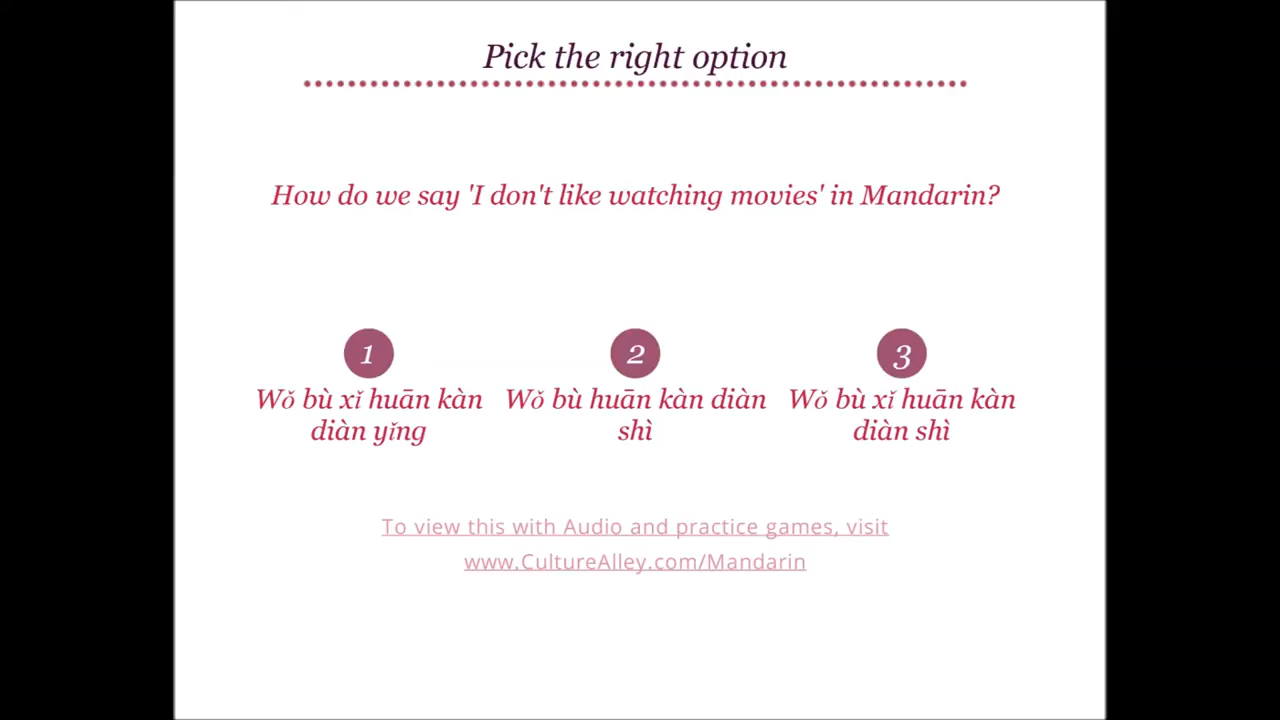 Pick the right option
How do we say 'I don't like watching movies' in Mandarin?
1
Wǒ bù xǐ huān kàn
diàn yǐng
2
Wǒ bù huān kàn diàn
shì
3
Wǒ bù xǐ huān kàn
diàn shì
To view this with Audio and practice games, visit
www.CultureAlley.com/Mandarin